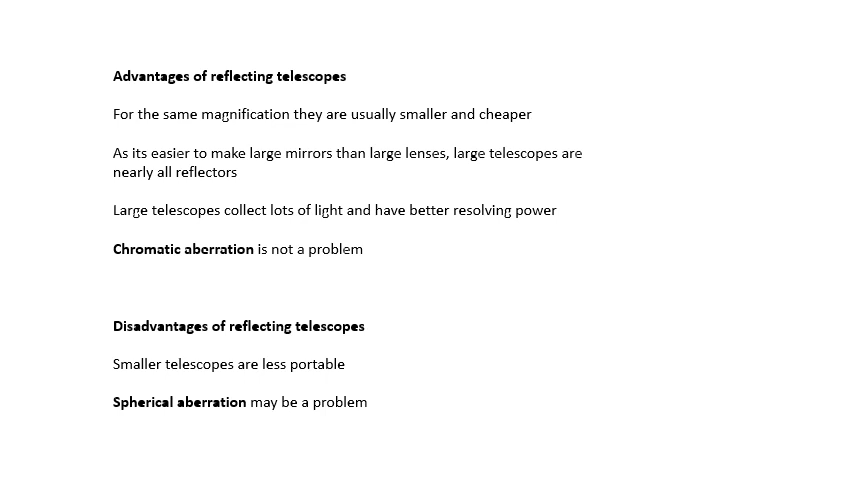 Advantages of reflecting telescopes
For the same magnification they are usually smaller and cheaper
As its easier to make large mirrors than large lenses, large telescopes are
nearly all reflectors
Large telescopes collect lots of light and have better resolving power
Chromatic aberration is not a problem
Disadvantages of reflecting telescopes
Smaller telescopes are less portable
Spherical aberration may be a problem